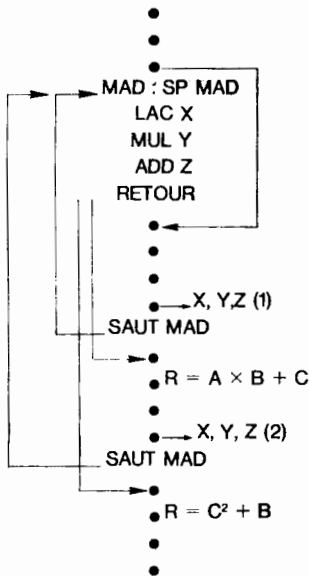 MAD : SP MAD
LAC X
MUL Y
ADD Z
RETOUR
X, Y,Z (1)
SAUT MAD
R = A × B + C
X, Y, Z (2)
SAUT MAD
R = C² + B